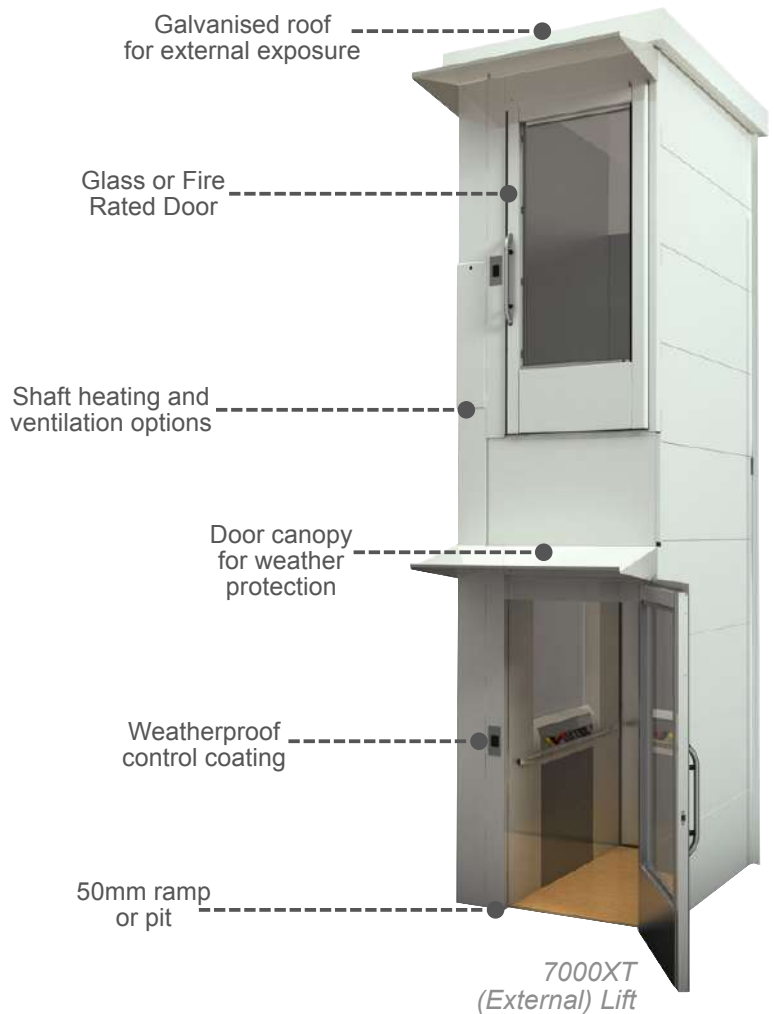 Galvanised roof
for external exposure
Glass or Fire
Rated Door
Shaft heating and
ventilation options
Door canopy
for weather
protection
Weatherproof
control coating
50mm ramp
or pit
7000XT
(External) Lift